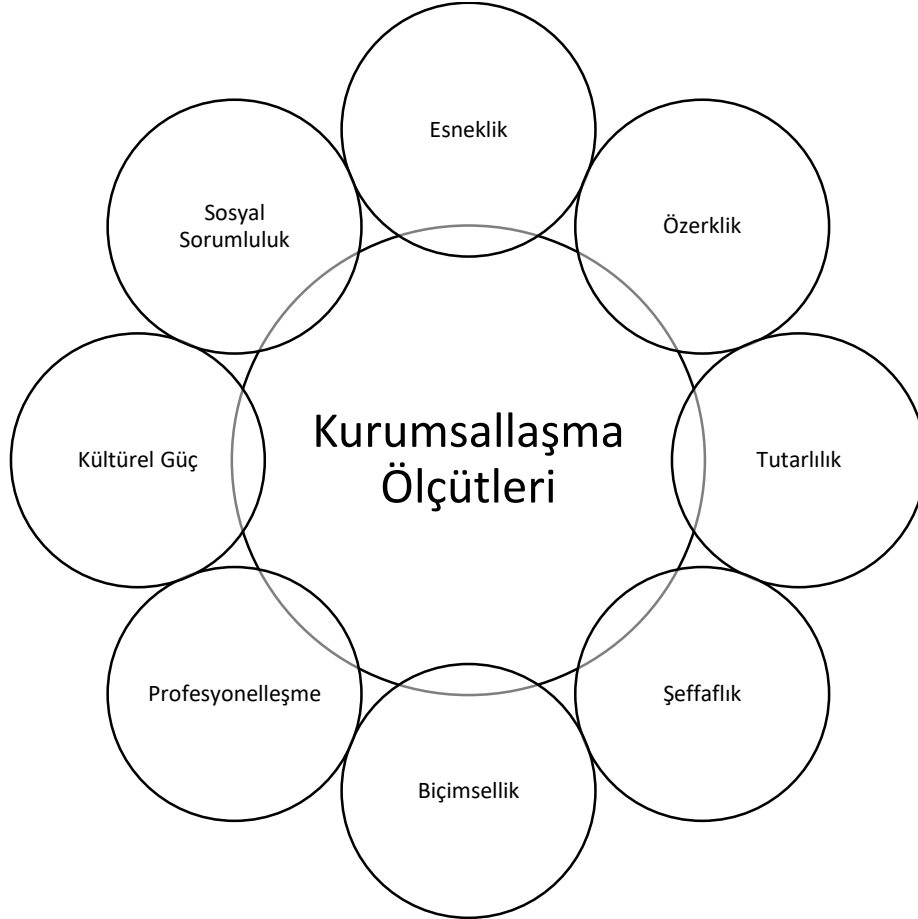 Esneklik
Sosyal
Sorumluluk
Özerklik
Kurumsallaşma
Ölçütleri
Kültürel Güç
Tutarlılık
Profesyonelleşme
Şeffaflık
Biçimsellik